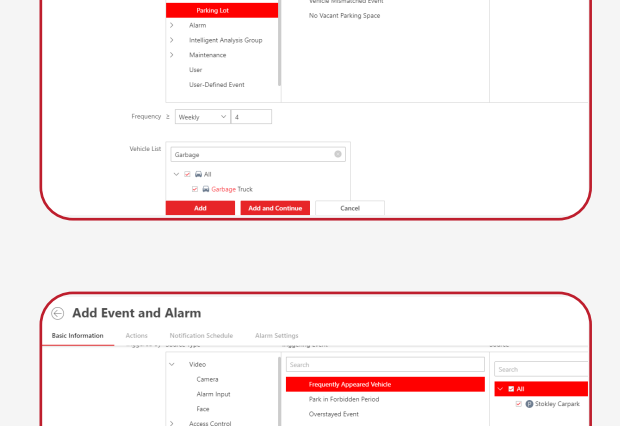 Vehicle Mismatched Event
Parking Lot
No Vacant Parking Space
Alarm
Intelligent Analysis Group
Maintenance
User
User-Defined Event
Frequency ≥ Weekly 4
Vehicle List
Garbage
All
Garbage Truck
Add Add and Continue Cancel
Add Event and Alarm
Basic Information Actions Notification Schedule Alarm Settings
Video
Camera
Alarm Input
Face
Access Control
Search
Frequently Appeared Vehicle
Park in Forbidden Period
Overstayed Event
Search
All
P Stokley Carpark